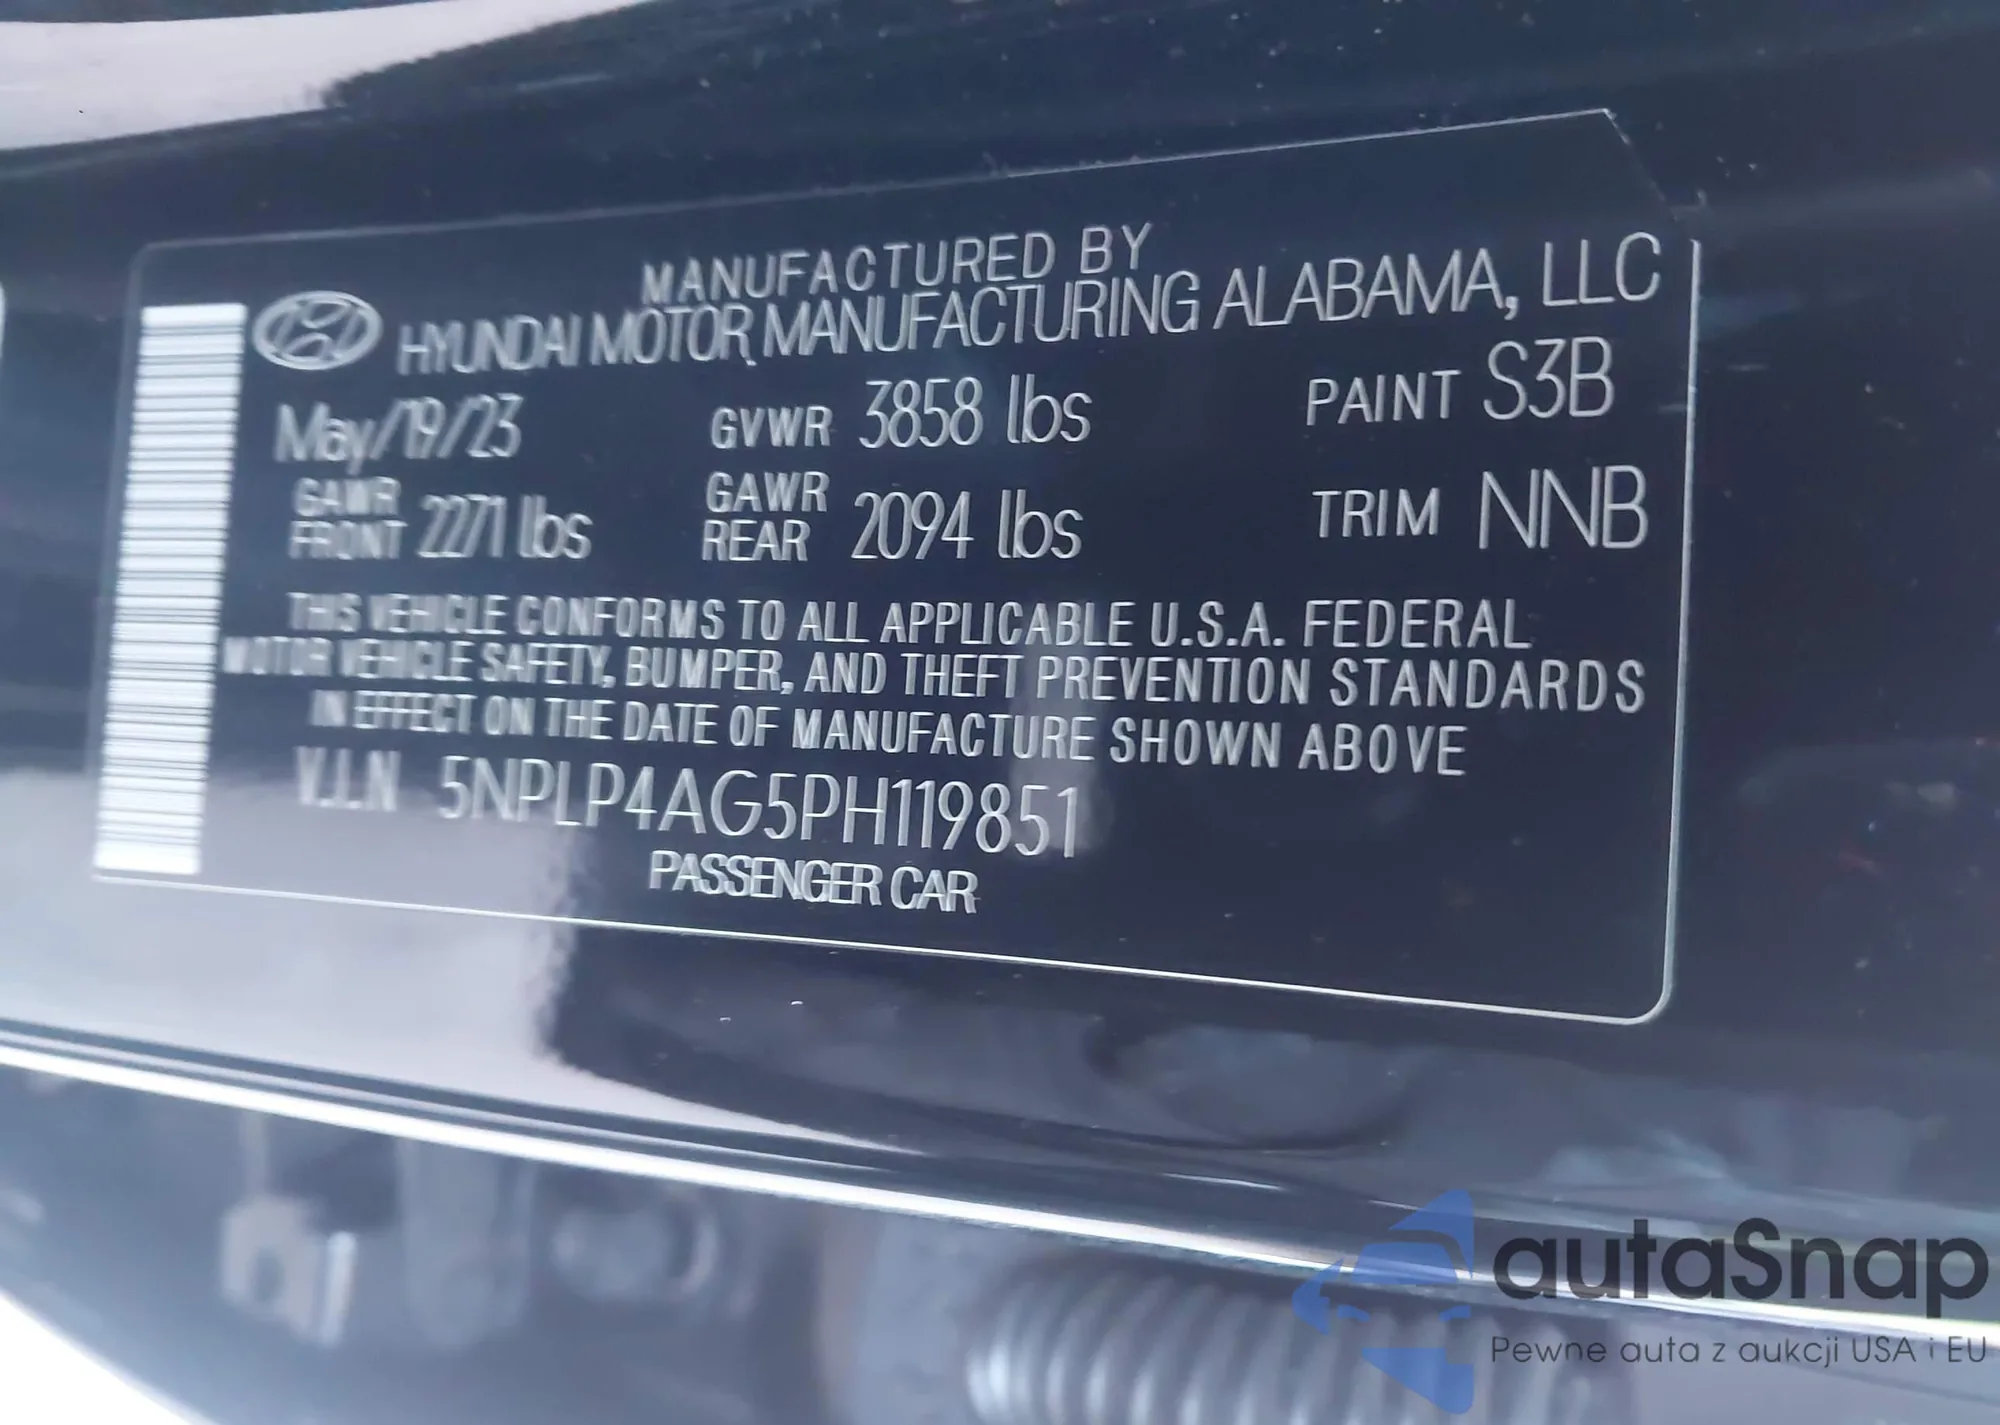 MANUFACTURED BY
HYUNDAI MOTOR MANUFACTURING ALABAMA, LLC
May/19/23 GVWR 3858 lbs PAINT S3B
GAWR FRONT 2271 lbs GAWR REAR 2094 lbs TRIM NNB
THIS VEHICLE CONFORMS TO ALL APPLICABLE U.S.A. FEDERAL
MOTOR VEHICLE SAFETY, BUMPER, AND THEFT PREVENTION STANDARDS
IN EFFECT ON THE DATE OF MANUFACTURE SHOWN ABOVE
V.I.N 5NPLP4AG5PH119851
PASSENGER CAR
autaSnap
Pewne auta z aukcji USA i EU